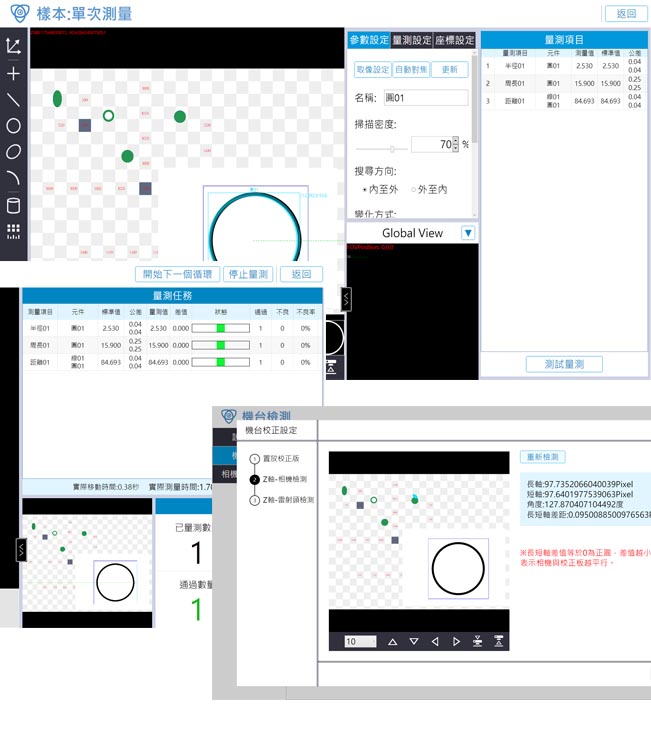 樣本:單次測量
返回
參數設定 量測設定 座標設定
取像設定 自動對焦 更新
名稱: 圓01
掃描密度:
70 %
搜尋方向:
內至外 外至內
變化方式:
Global View
量測項目
量測項目 元件 測量值 標準值 公差
1 半徑01 圓01 2.530 2.530 0.04 0.04
2 周長01 圓01 15.900 15.900 0.25 0.25
3 距離01 線01 圓01 84.693 84.693 0.04 0.04
測試量測
開始下一個循環 停止量測 返回
量測任務
測量項目 元件 標準值 公差 量測值 差值 狀態 通過 不良 不良率
半徑01 圓01 2.530 0.04 0.04 2.530 0.000 1 0 0%
周長01 圓01 15.900 0.25 0.25 15.900 0.000 1 0 0%
距離01 線01 圓01 84.693 0.04 0.04 84.693 0.000 1 0 0%
實際移動時間:0.38秒 實際測量時間:1.70
已量測數
1
通過數量
1
機台檢測
機台校正設定
相機
1 置放校正版
2 Z軸-相機檢測
3 Z軸-雷射頭檢測
重新檢測
長軸:97.7352066040039Pixel
短軸:97.6401977539063Pixel
角度:127.870407104492度
長短軸差距:0.0950088500976563
※長短軸差值等於0為正圓，差值越小
表示相機與校正板越平行。
10